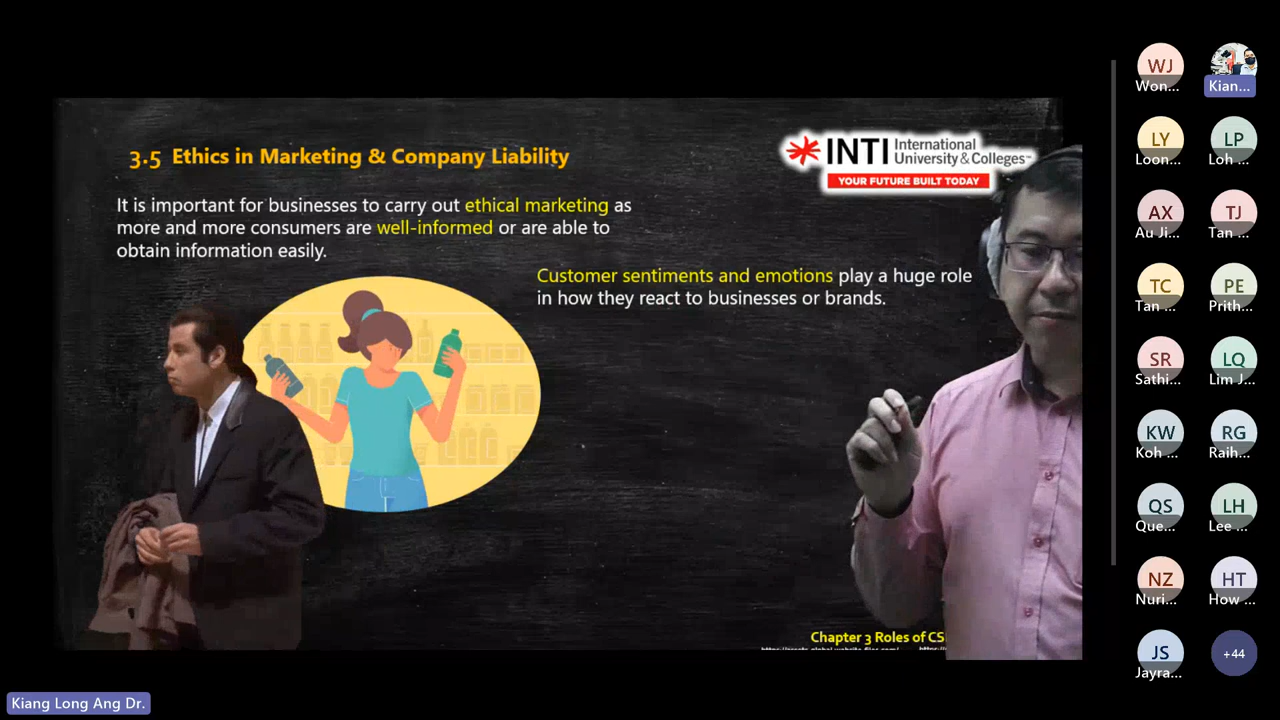 3.5 Ethics in Marketing & Company Liability
INTI International
University & Colleges
YOUR FUTURE BUILT TODAY
It is important for businesses to carry out ethical marketing as
more and more consumers are well-informed or are able to
obtain information easily.
Customer sentiments and emotions play a huge role
in how they react to businesses or brands.
Chapter 3 Roles of CS
WJ
Won...
Kian...
LY
Loon...
LP
Loh ...
AX
Au Ji...
TJ
Tan ...
TC
Tan ...
PE
Prith...
SR
Sathi...
LQ
Lim J...
KW
Koh ...
RG
Raih...
QS
Que...
LH
Lee ...
NZ
Nuri...
HT
How ...
JS
Jayra...
+44
Kiang Long Ang Dr.